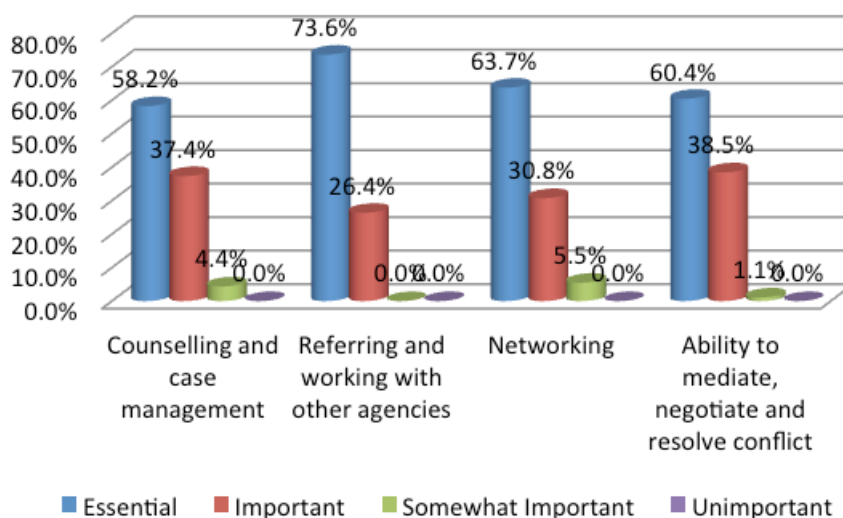 80.0%
70.0%
60.0%
50.0%
40.0%
30.0%
20.0%
10.0%
0.0%
58.2%
37.4%
4.4%
0.0%
73.6%
26.4%
0.0%
0.0%
63.7%
30.8%
5.5%
0.0%
60.4%
38.5%
1.1%
0.0%
Counselling and
case
management
Referring and
working with
other agencies
Networking
Ability to
mediate,
negotiate and
resolve conflict
Essential Important Somewhat Important Unimportant